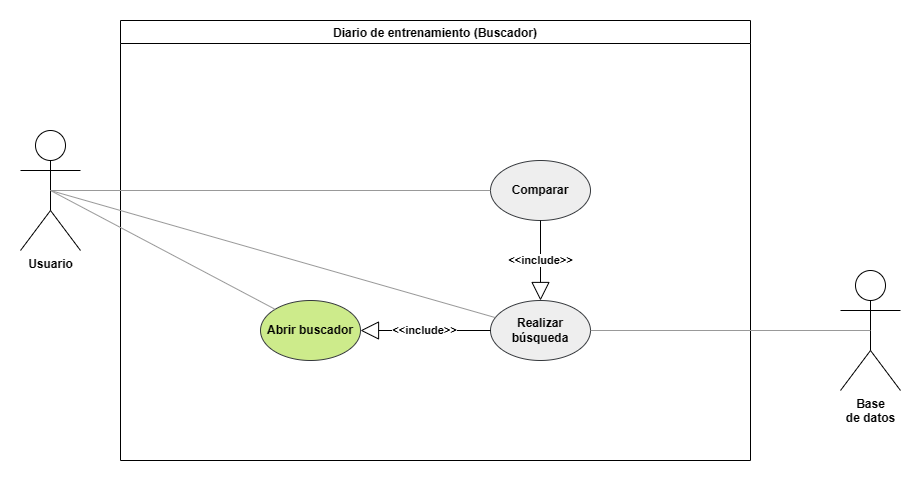 Diario de entrenamiento (Buscador)
Comparar
<<include>>
Usuario
Abrir buscador
<<include>>
Realizar
búsqueda
Base
de datos